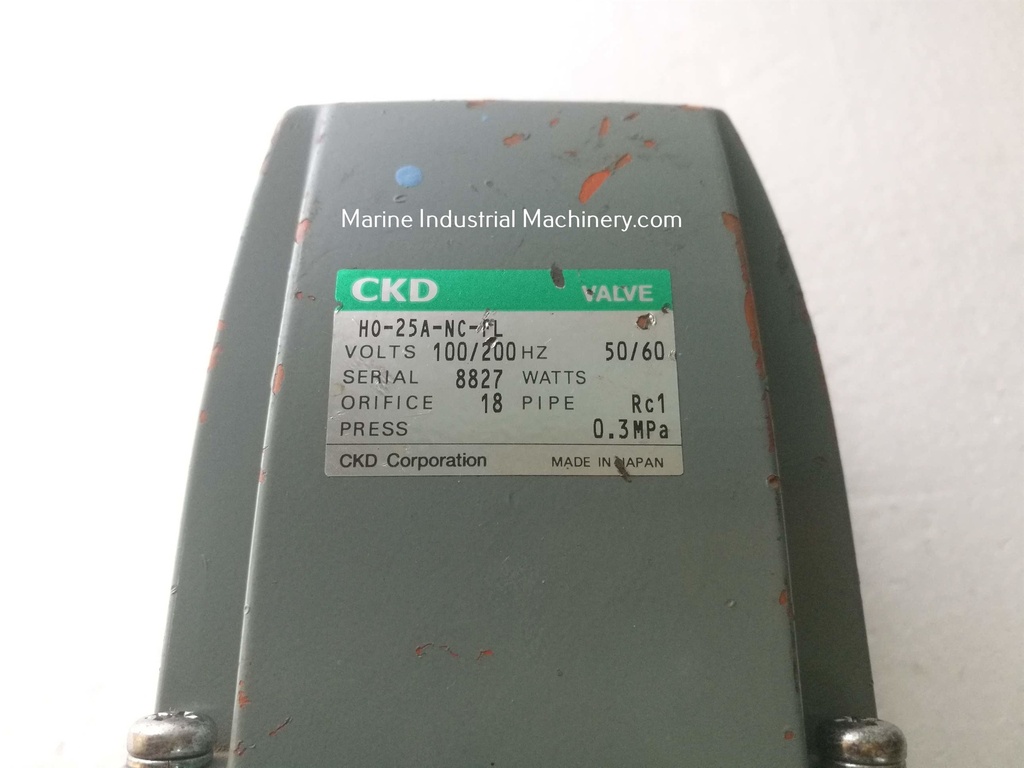 Marine Industrial Machinery.com
CKD VALVE
HO-25A-NC-PL
VOLTS 100/200 HZ 50/60
SERIAL 8827 WATTS
ORIFICE 18 PIPE Rc1
PRESS 0.3MPa
CKD Corporation MADE IN JAPAN